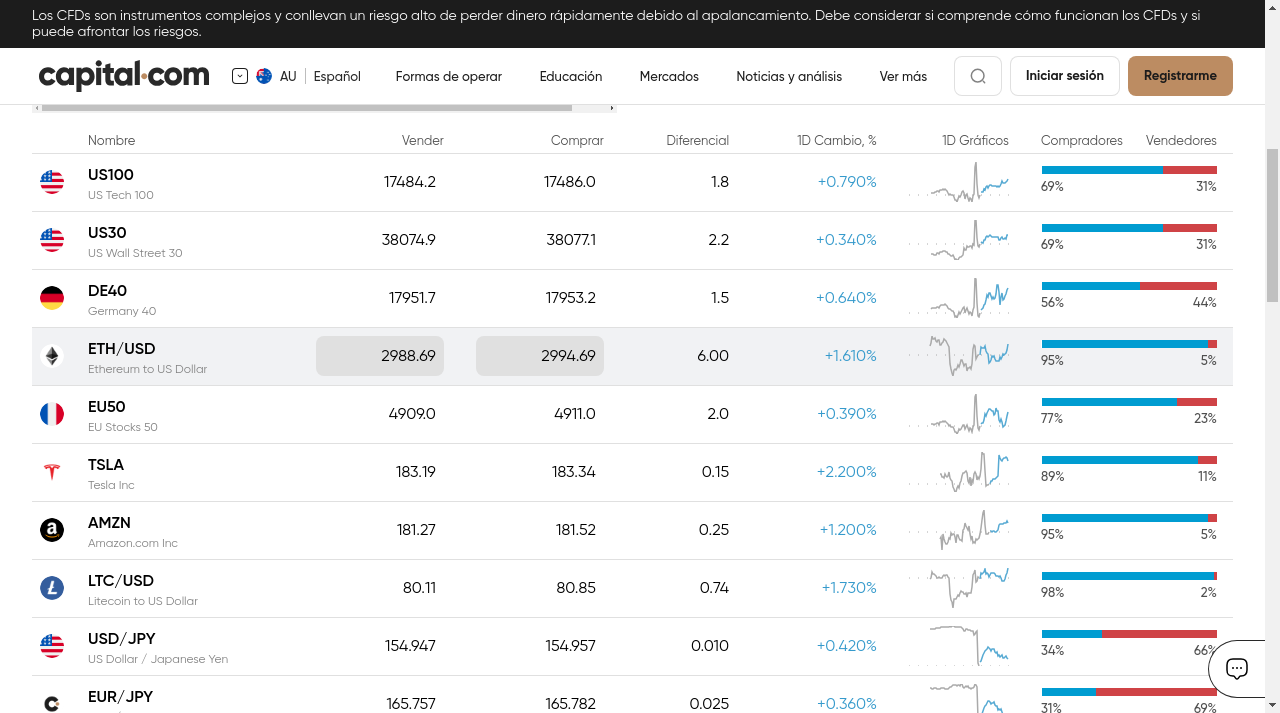 Los CFDs son instrumentos complejos y conllevan un riesgo alto de perder dinero rápidamente debido al apalancamiento. Debe considerar si comprende cómo funcionan los CFDs y si
puede afrontar los riesgos.
capital.com AU Español Formas de operar Educación Mercados Noticias y análisis Ver más Iniciar sesión Registrarme
Nombre Vender Comprar Diferencial 1D Cambio, % 1D Gráficos Compradores Vendedores
US100 17484.2 17486.0 1.8 +0.790% 69% 31%
US Tech 100
US30 38074.9 38077.1 2.2 +0.340% 69% 31%
US Wall Street 30
DE40 17951.7 17953.2 1.5 +0.640% 56% 44%
Germany 40
ETH/USD 2988.69 2994.69 6.00 +1.610% 95% 5%
Ethereum to US Dollar
EU50 4909.0 4911.0 2.0 +0.390% 77% 23%
EU Stocks 50
TSLA 183.19 183.34 0.15 +2.200% 89% 11%
Tesla Inc
AMZN 181.27 181.52 0.25 +1.200% 95% 5%
Amazon.com Inc
LTC/USD 80.11 80.85 0.74 +1.730% 98% 2%
Litecoin to US Dollar
USD/JPY 154.947 154.957 0.010 +0.420% 34% 66%
US Dollar / Japanese Yen
EUR/JPY 165.757 165.782 0.025 +0.360% 31% 69%